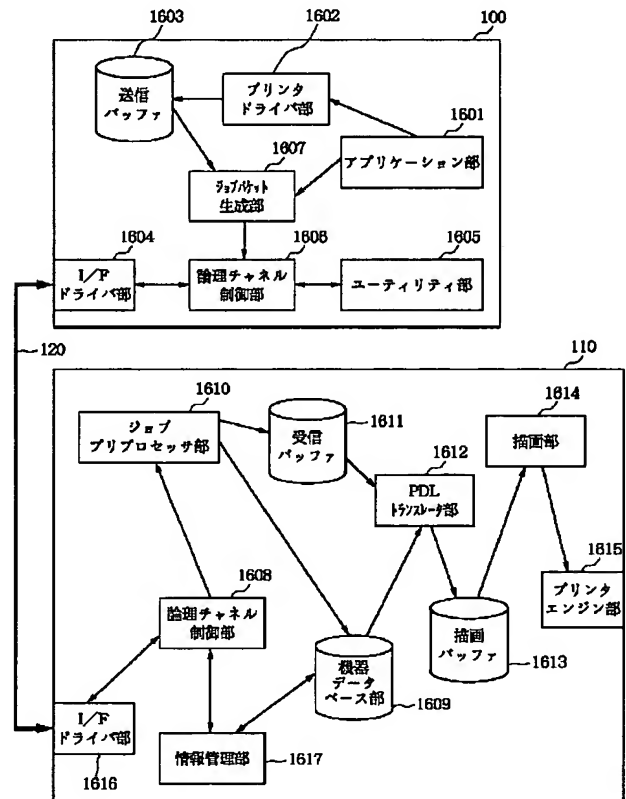 1603
1602
100
送信
バッファ
プリンタ
ドライバ部
1601
アプリケーション部
1607
ジョブパケット
生成部
1604
I/F
ドライバ部
1606
論理チャネル
制御部
1605
ユーティリティ部
120
110
1610
ジョブ
プリプロセッサ部
受信
バッファ
1611
1614
描画部
1612
PDL
トランスレータ部
1615
プリンタ
エンジン部
1608
論理チャネル
制御部
機器
データ
ベース部
1609
描画
バッファ
1613
I/F
ドライバ部
1616
情報管理部
1617